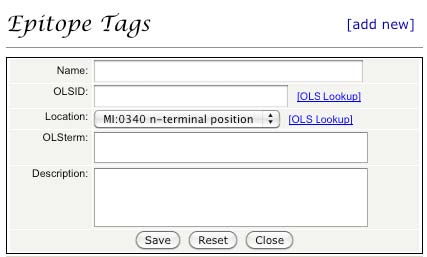 Epitope Tags [add new]
Name:
OLSID: [OLS Lookup]
Location: MI:0340 n-terminal position [OLS Lookup]
OLSterm:
Description:
Save Reset Close